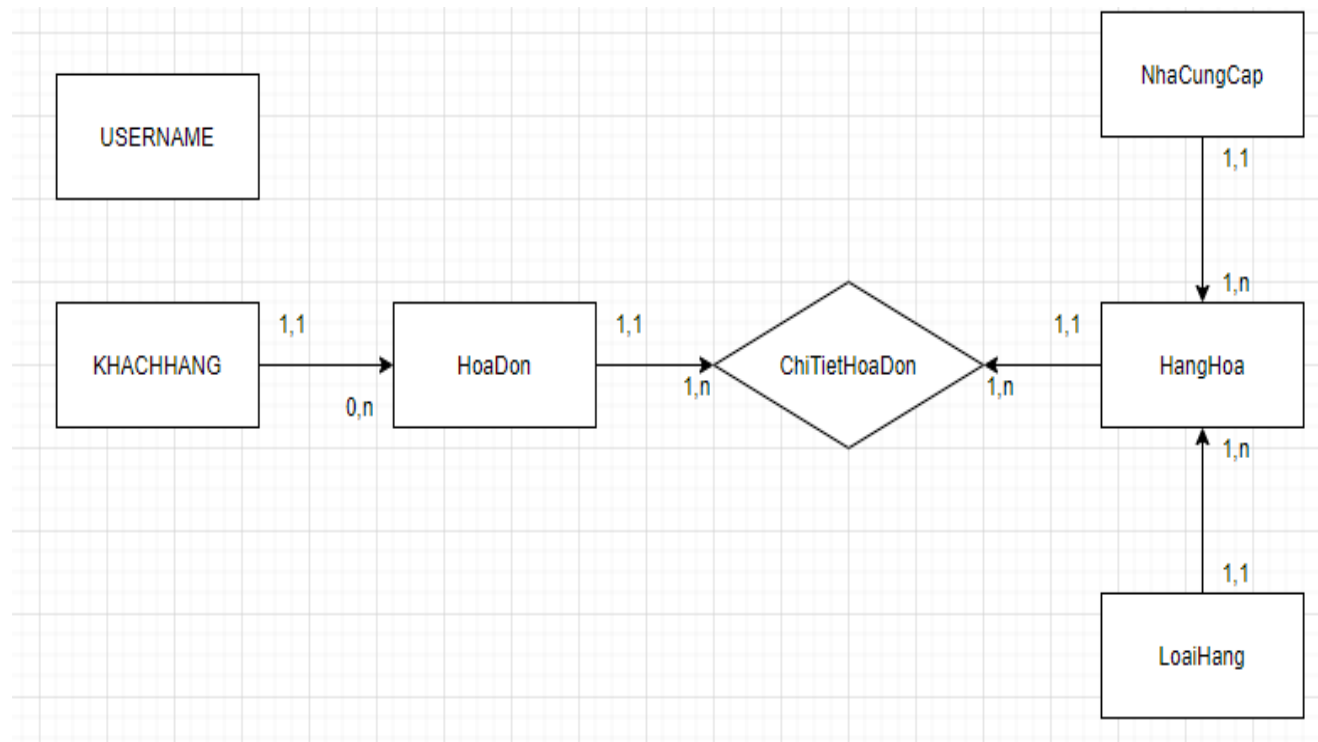 NhaCungCap
USERNAME
1,1
1,n
1,1
1,1
1,1
KHACHHANG
HoaDon
ChiTietHoaDon
HangHoa
0,n
1,n
1,n
1,n
1,1
LoaiHang